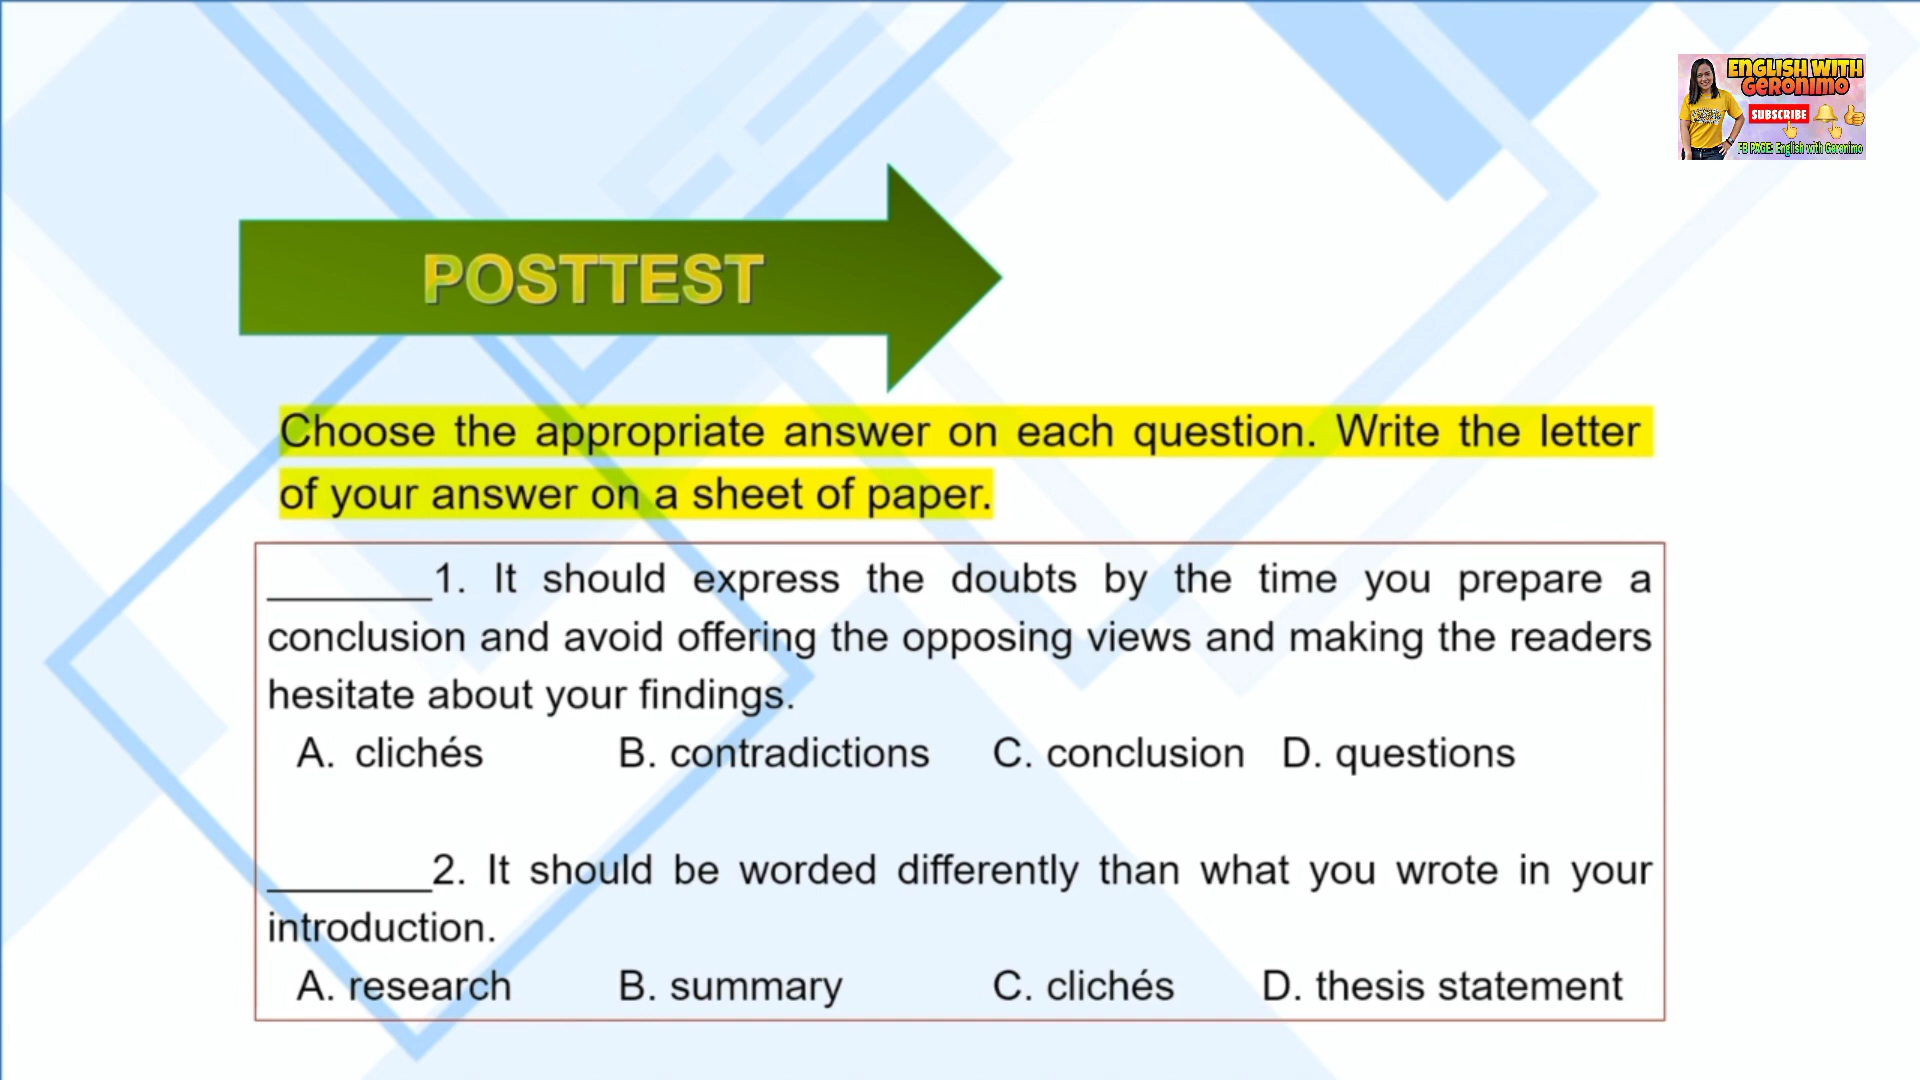 ENGLISH WITH
GERONIMO
SUBSCRIBE
FB PAGE: English with Geronimo
POSTTEST
Choose the appropriate answer on each question. Write the letter
of your answer on a sheet of paper.
_______1. It should express the doubts by the time you prepare a
conclusion and avoid offering the opposing views and making the readers
hesitate about your findings.
A. clichés B. contradictions C. conclusion D. questions
_______2. It should be worded differently than what you wrote in your
introduction.
A. research B. summary C. clichés D. thesis statement